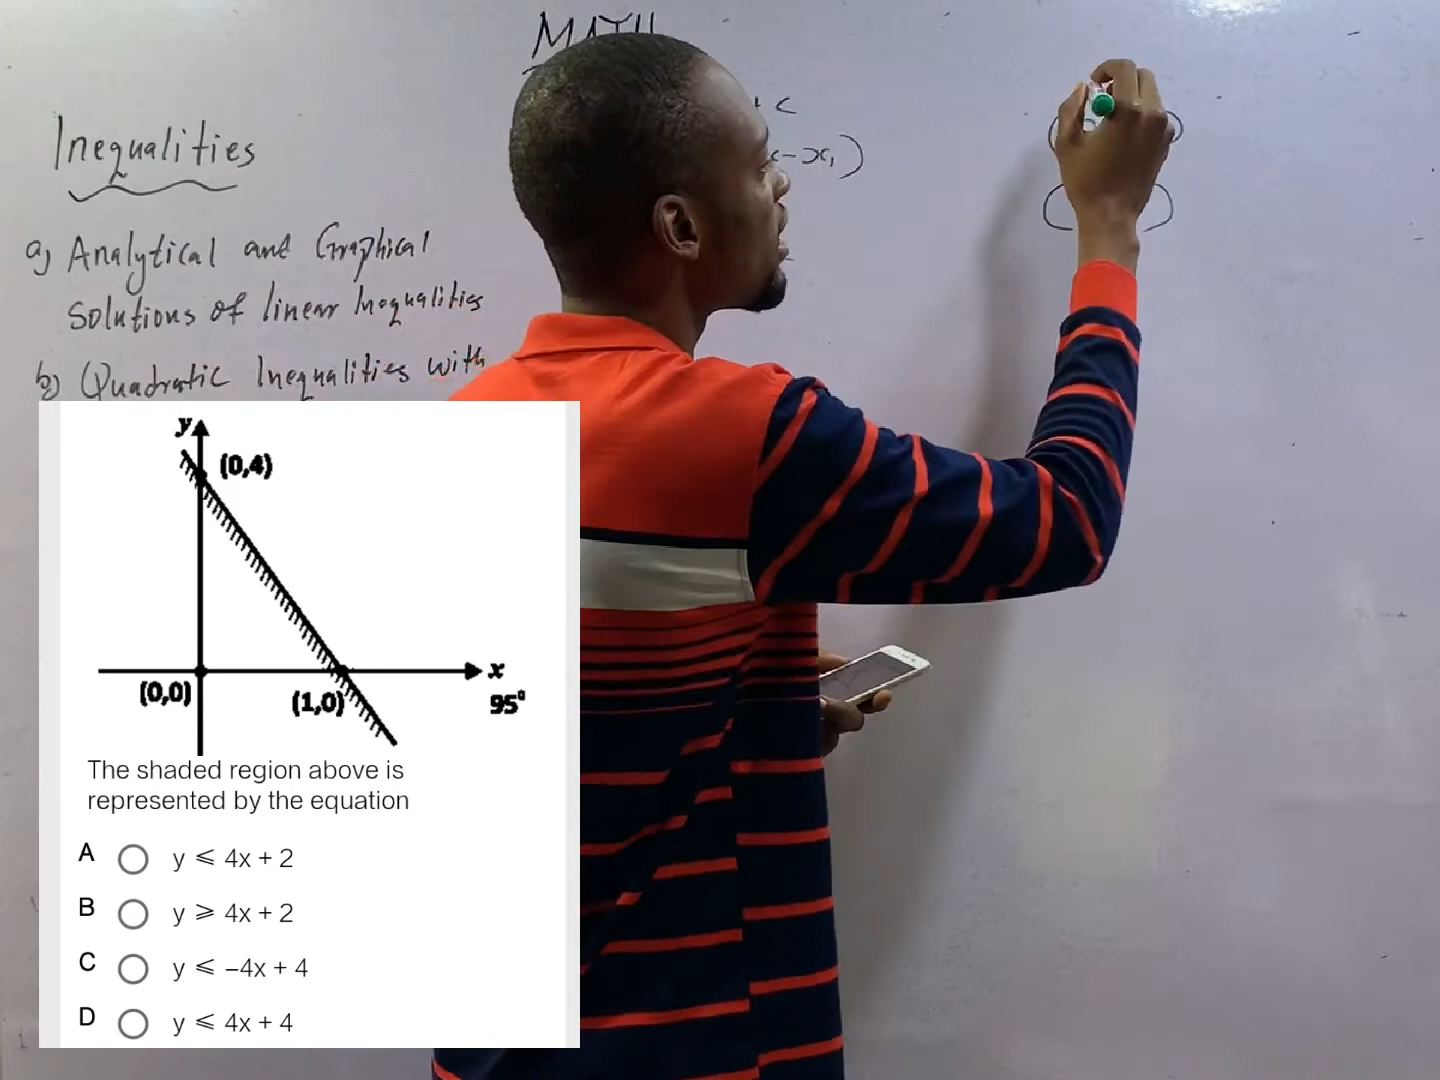 MATH
Inequalities
+ c
x - x₁)
a) Analytical and Graphical
Solutions of linear Inequalities
b) Quadratic Inequalities with
y
(0,4)
x
(0,0)
(1,0)
95°
The shaded region above is
represented by the equation
A y ⩽ 4x + 2
B y ⩾ 4x + 2
C y ⩽ –4x + 4
D y ⩽ 4x + 4